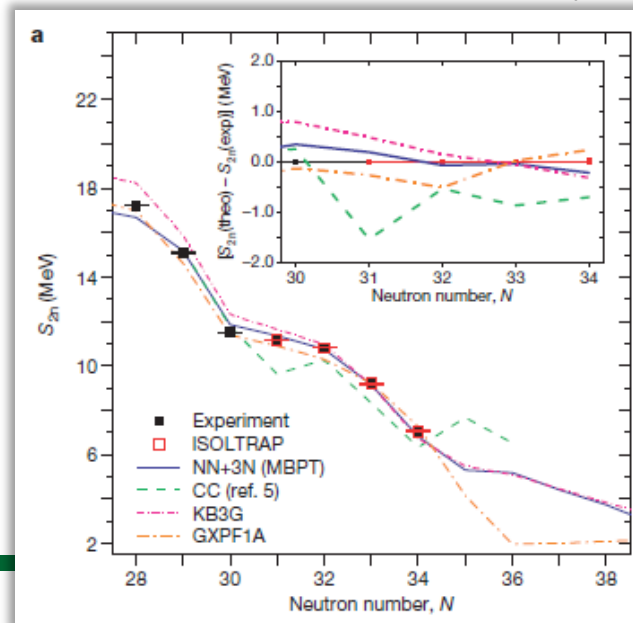 a
2.0
1.0
0.0
−1.0
−2.0
[S2n(theo) − S2n(exp)] (MeV)
30 31 32 33 34
Neutron number, N
22
18
14
10
6
2
S2n (MeV)
Experiment
ISOLTRAP
NN+3N (MBPT)
CC (ref. 5)
KB3G
GXPF1A
28 30 32 34 36 38
Neutron number, N